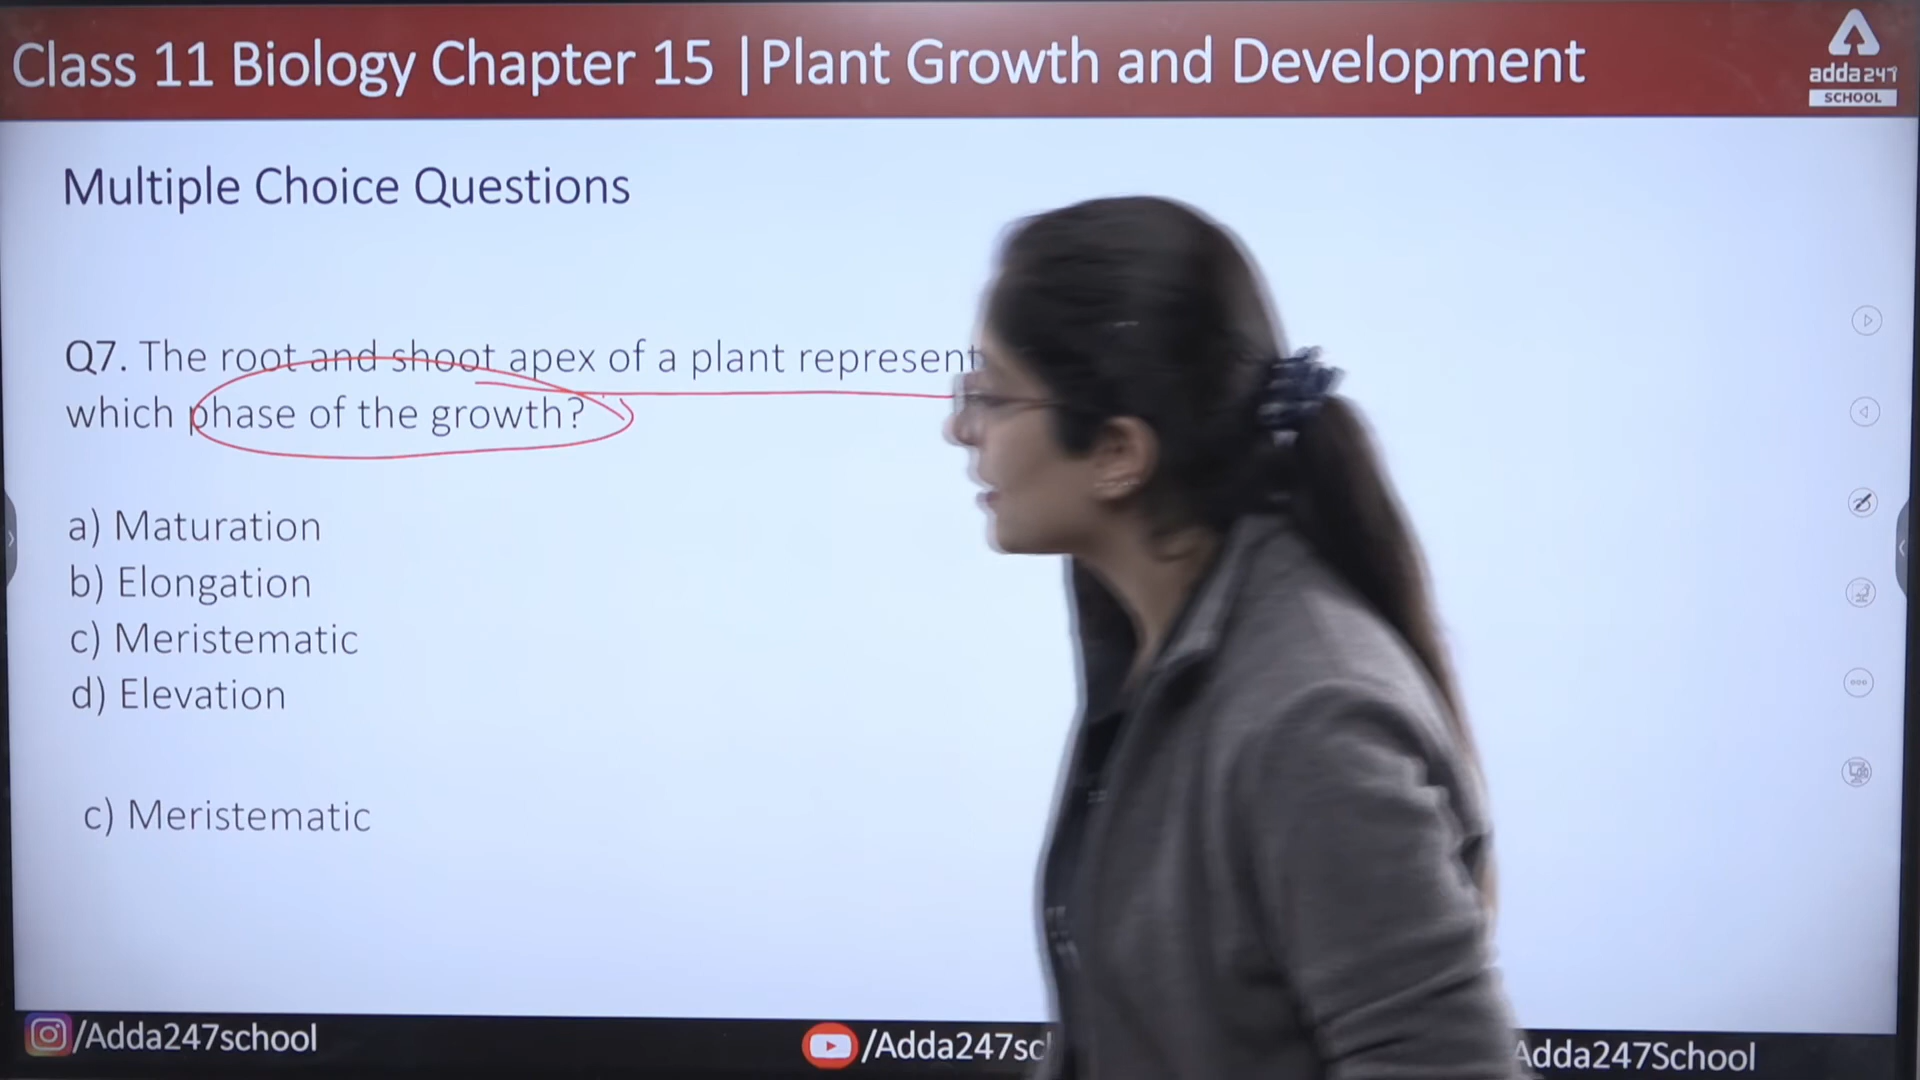 Class 11 Biology Chapter 15 |Plant Growth and Development
adda247
SCHOOL
Multiple Choice Questions
Q7. The root and shoot apex of a plant represent
which phase of the growth?
a) Maturation
b) Elongation
c) Meristematic
d) Elevation
c) Meristematic
/Adda247school
/Adda247sc
Adda247School